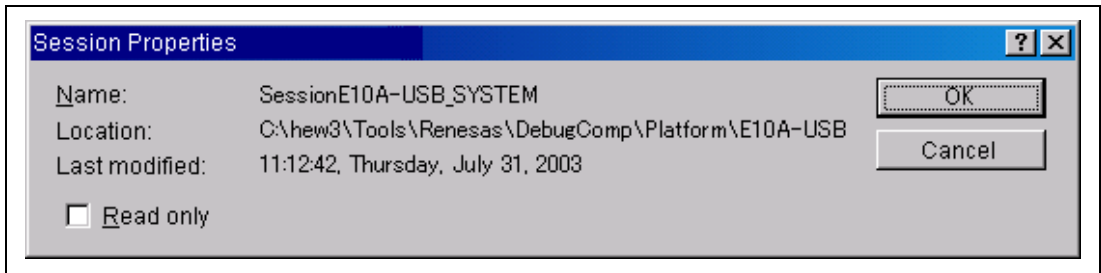 Session Properties
Name: SessionE10A-USB_SYSTEM
OK
Location: C:\hew3\Tools\Renesas\DebugComp\Platform\E10A-USB
Last modified: 11:12:42, Thursday, July 31, 2003
Cancel
Read only